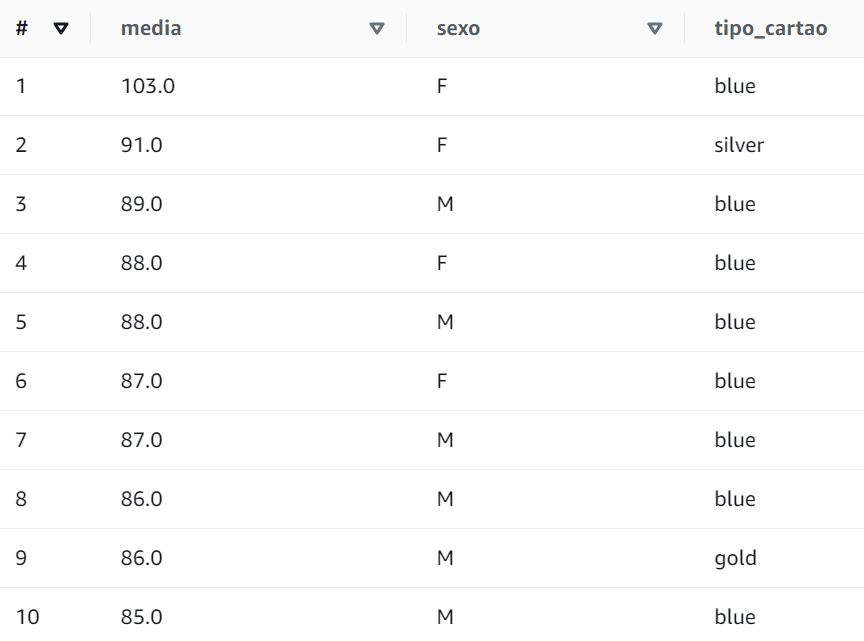 # media sexo tipo_cartao
1 103.0 F blue
2 91.0 F silver
3 89.0 M blue
4 88.0 F blue
5 88.0 M blue
6 87.0 F blue
7 87.0 M blue
8 86.0 M blue
9 86.0 M gold
10 85.0 M blue